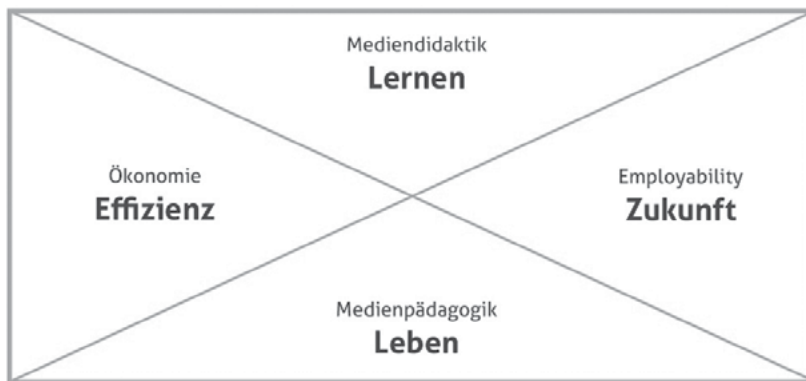 Mediendidaktik
Lernen
Ökonomie
Effizienz
Employability
Zukunft
Medienpädagogik
Leben